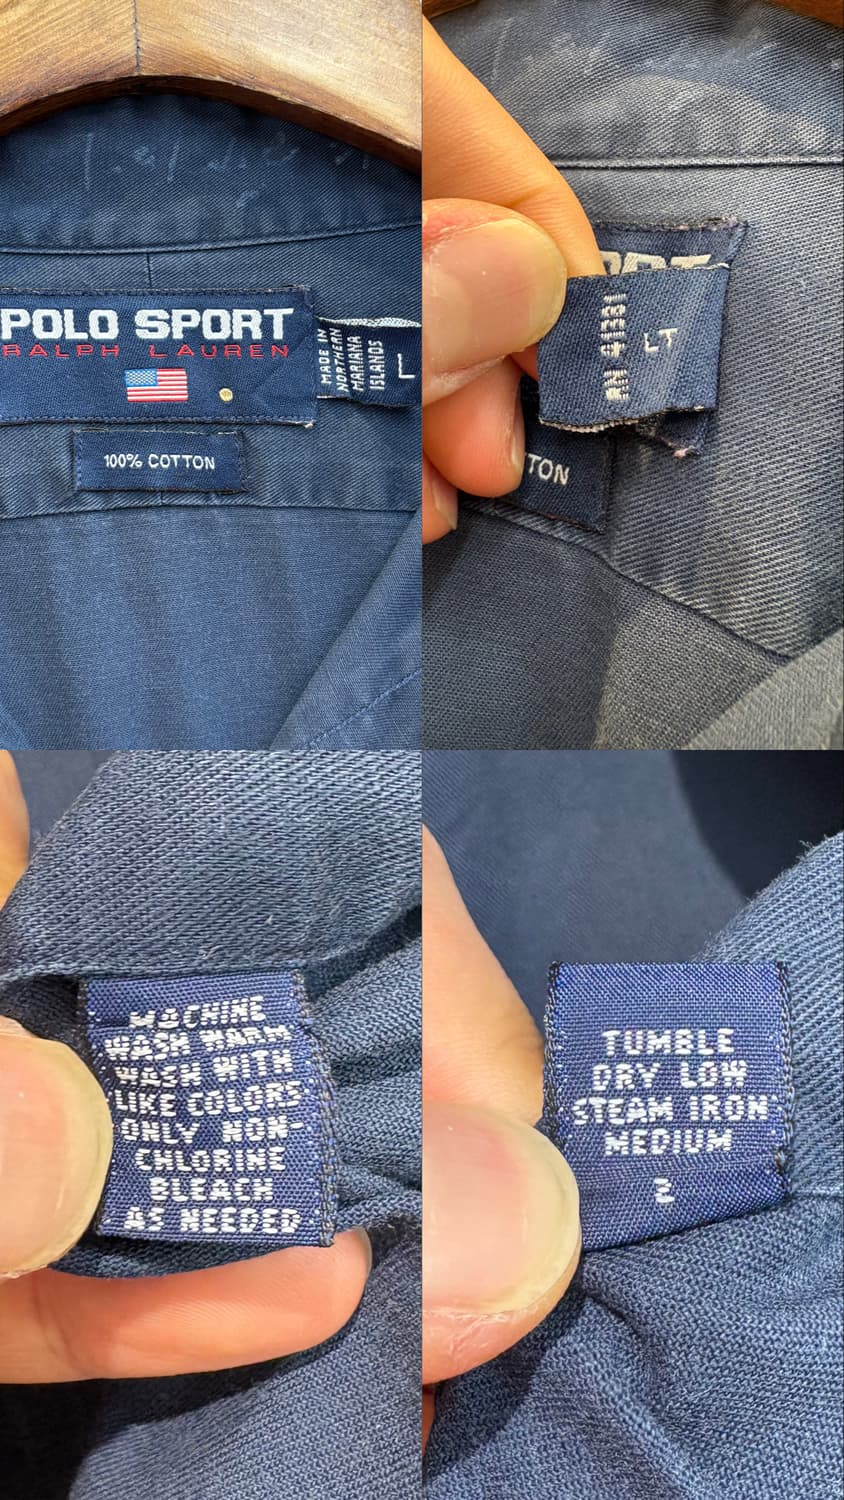 POLO SPORT
RALPH LAUREN
100% COTTON
MADE IN
NORTHERN
MARIANA
ISLANDS
L
RN 41381
LT
TON
MACHINE
WASH WARM
WASH WITH
LIKE COLORS
ONLY NON-
CHLORINE
BLEACH
AS NEEDED
TUMBLE
DRY LOW
STEAM IRON
MEDIUM
2